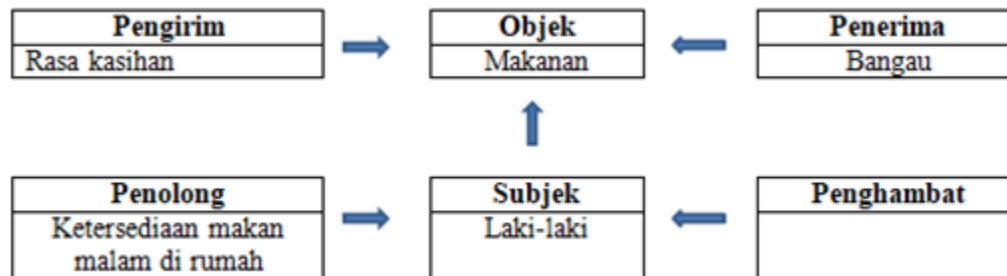 Pengirim
Rasa kasihan
Objek
Makanan
Penerima
Bangau
Penolong
Ketersediaan makan
malam di rumah
Subjek
Laki-laki
Penghambat